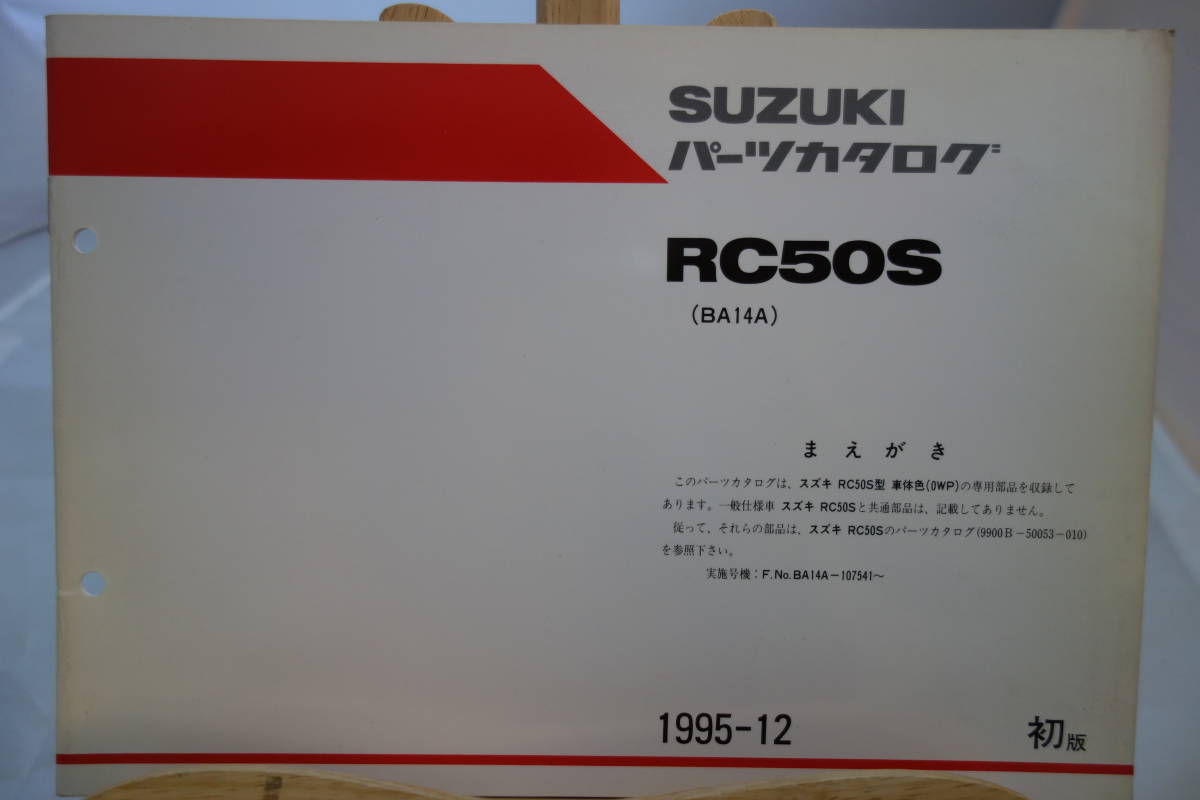 SUZUKI
パーツカタログ
RC50S
(BA14A)
まえがき
このパーツカタログは、スズキ RC50S型 車体色(0WP)の専用部品を収録して
あります。一般仕様車 スズキ RC50Sと共通部品は、記載してありません。
従って、それらの部品は、スズキ RC50Sのパーツカタログ(9900B-50053-010)
を参照下さい。
実施号機:F.No.BA14A-107541~
1995-12
初版